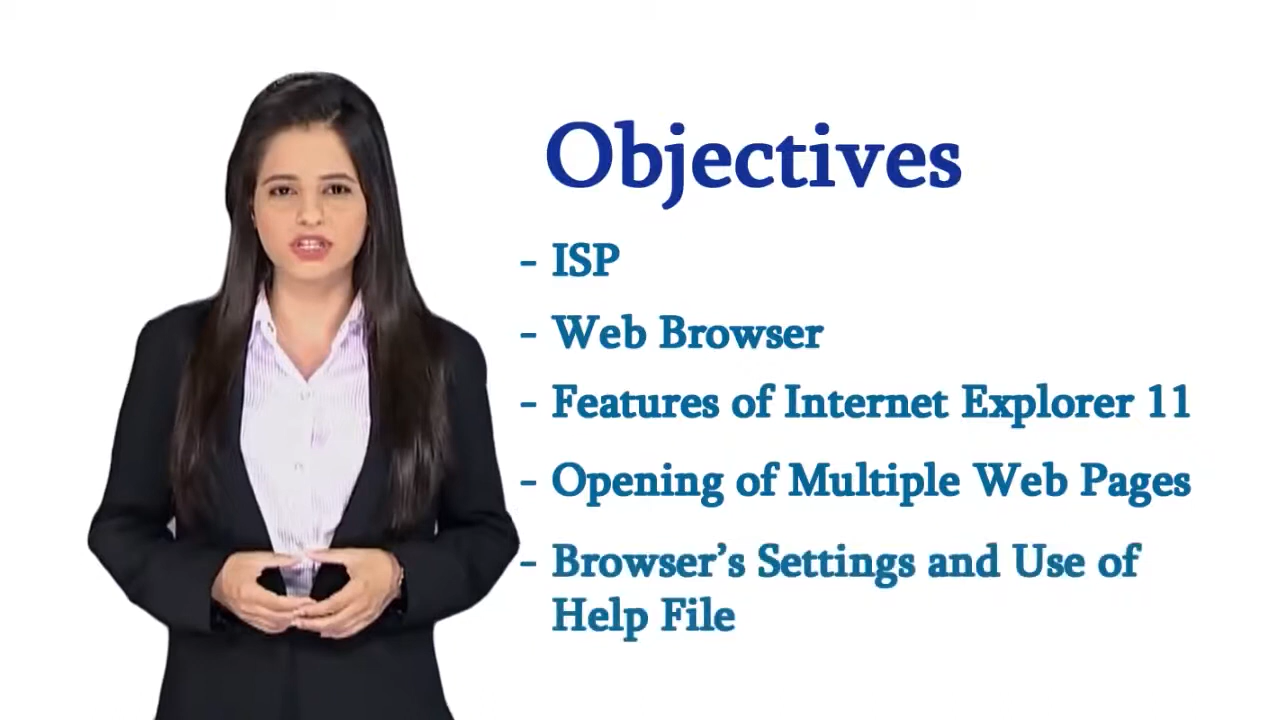 Objectives
- ISP
- Web Browser
- Features of Internet Explorer 11
- Opening of Multiple Web Pages
- Browser’s Settings and Use of
Help File